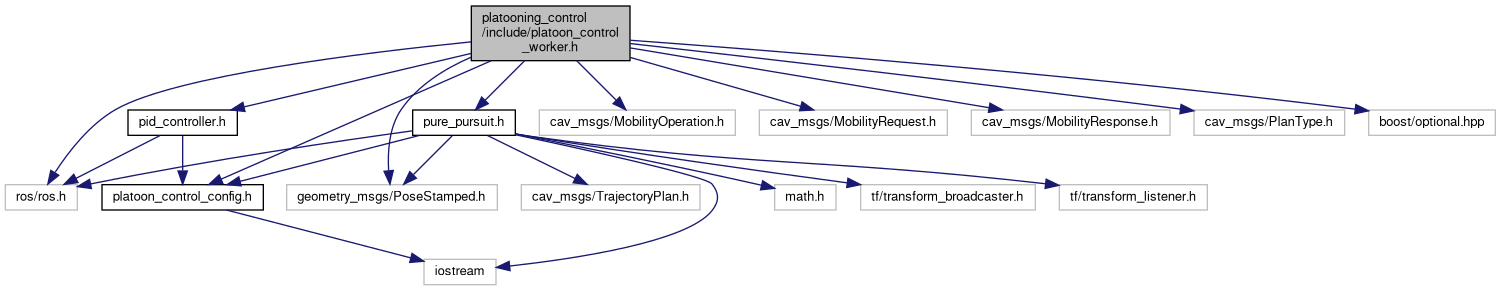 platooning_control
/include/platoon_control
_worker.h
pid_controller.h
pure_pursuit.h
cav_msgs/MobilityOperation.h
cav_msgs/MobilityRequest.h
cav_msgs/MobilityResponse.h
cav_msgs/PlanType.h
boost/optional.hpp
ros/ros.h
platoon_control_config.h
geometry_msgs/PoseStamped.h
cav_msgs/TrajectoryPlan.h
math.h
tf/transform_broadcaster.h
tf/transform_listener.h
iostream